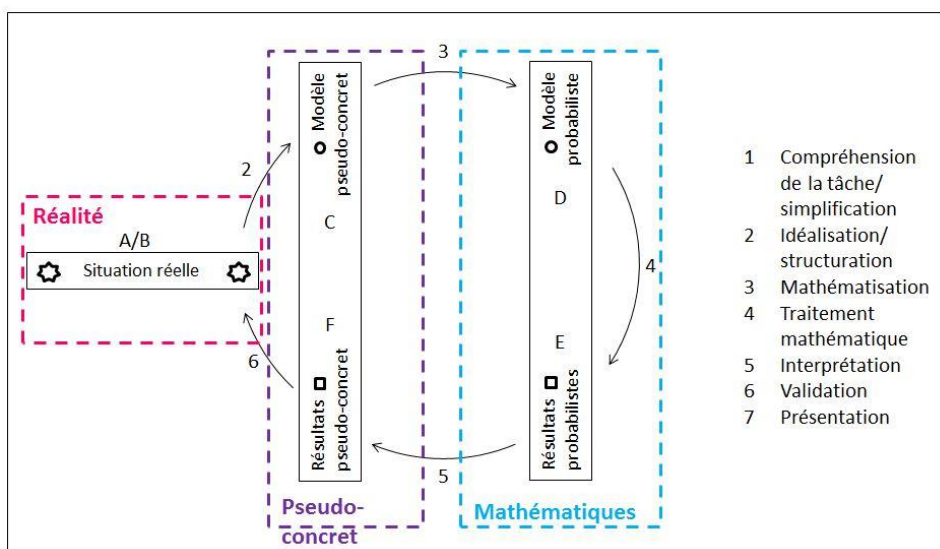 3
2
Réalité
A/B
Situation réelle
6
Modèle
pseudo-concret
C
F
Résultats
pseudo-concret
Pseudo-
concret
5
Modèle
probabiliste
D
4
E
Résultats
probabilistes
Mathématiques
1 Compréhension
de la tâche/
simplification
2 Idéalisation/
structuration
3 Mathématisation
4 Traitement
mathématique
5 Interprétation
6 Validation
7 Présentation